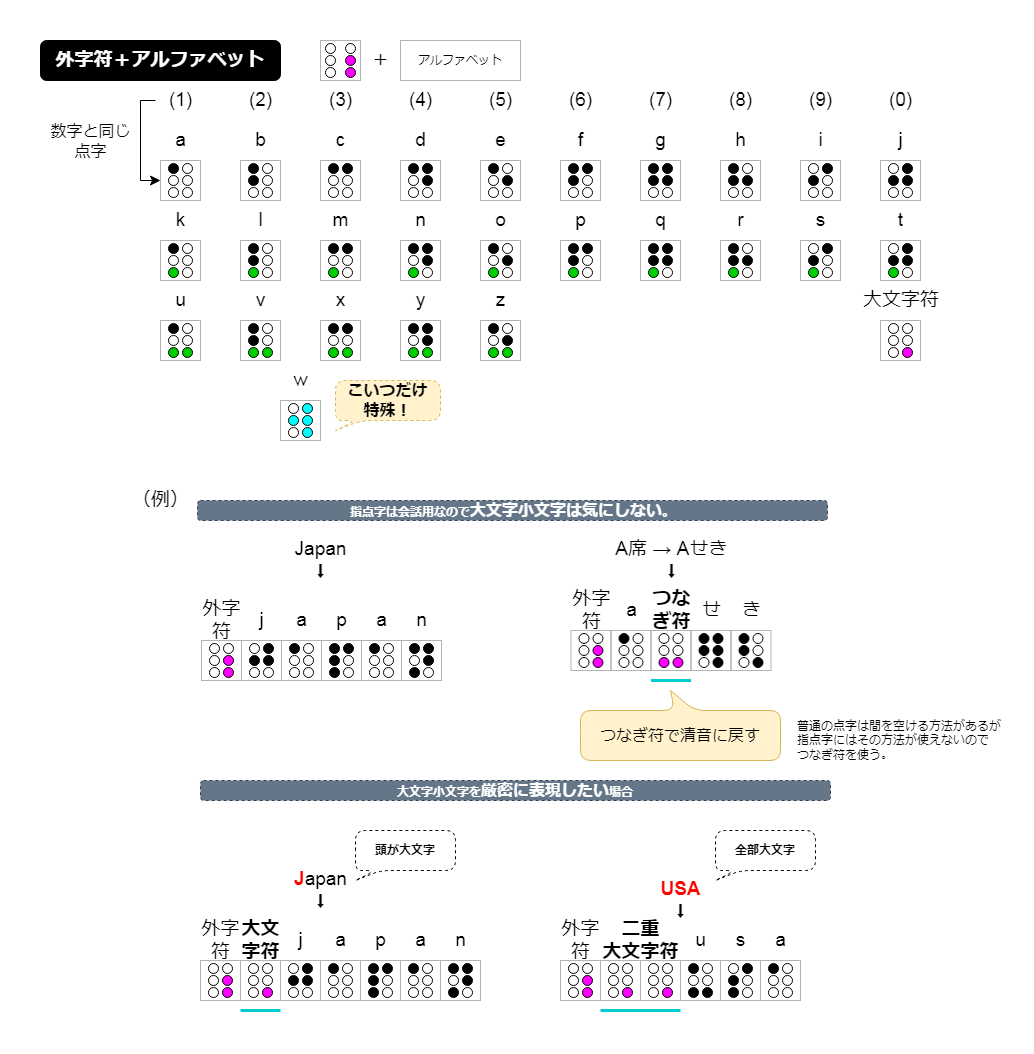 外字符＋アルファベット
＋
アルファベット
(1) (2) (3) (4) (5) (6) (7) (8) (9) (0)
数字と同じ
点字
a b c d e f g h i j
k l m n o p q r s t
u v x y z 大文字符
w
こいつだけ
特殊！
（例）
指点字は会話用なので大文字小文字は気にしない。
Japan
外字
符 j a p a n
A席 → Aせき
外字
符 a つな
ぎ符 せ き
つなぎ符で清音に戻す
普通の点字は間を空ける方法があるが
指点字にはその方法が使えないので
つなぎ符を使う。
大文字小文字を厳密に表現したい場合
頭が大文字
Japan
外字
符 大文
字符 j a p a n
全部大文字
USA
外字
符 二重
大文字符 u s a